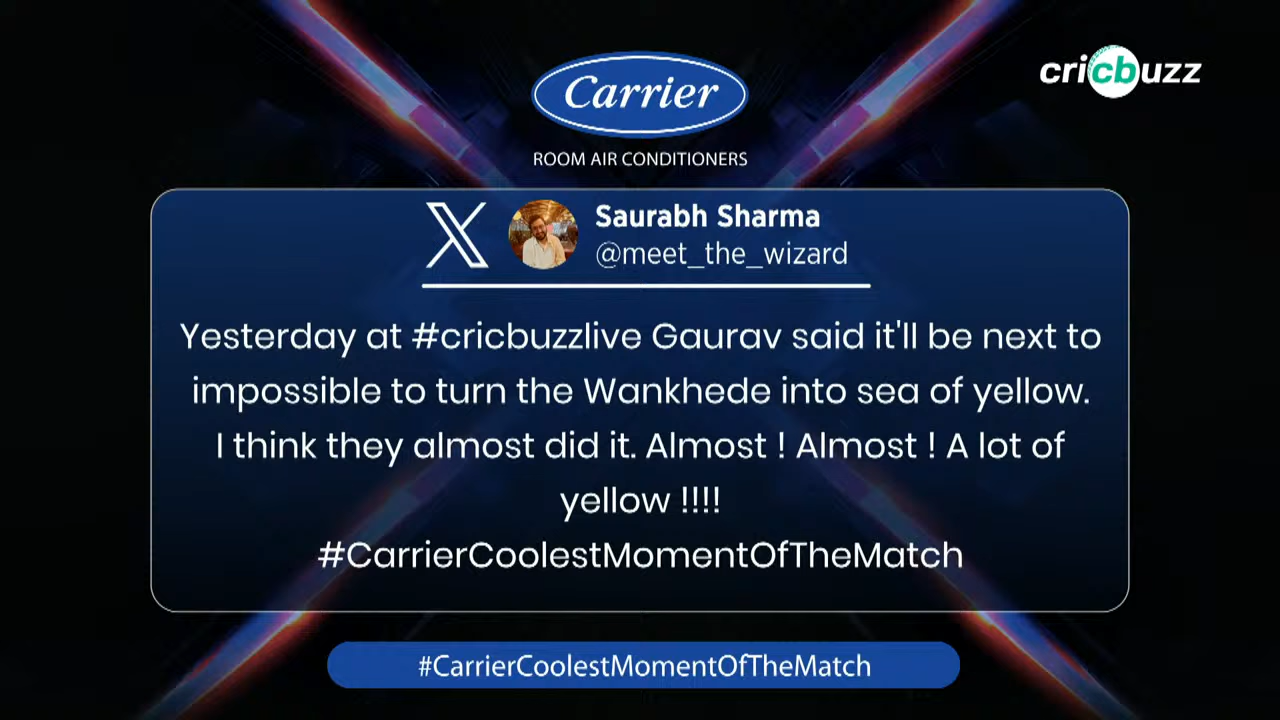 Carrier
cricbuzz
ROOM AIR CONDITIONERS
Saurabh Sharma
@meet_the_wizard
Yesterday at #cricbuzzlive Gaurav said it'll be next to
impossible to turn the Wankhede into sea of yellow.
I think they almost did it. Almost ! Almost ! A lot of
yellow !!!!
#CarrierCoolestMomentOfTheMatch
#CarrierCoolestMomentOfTheMatch